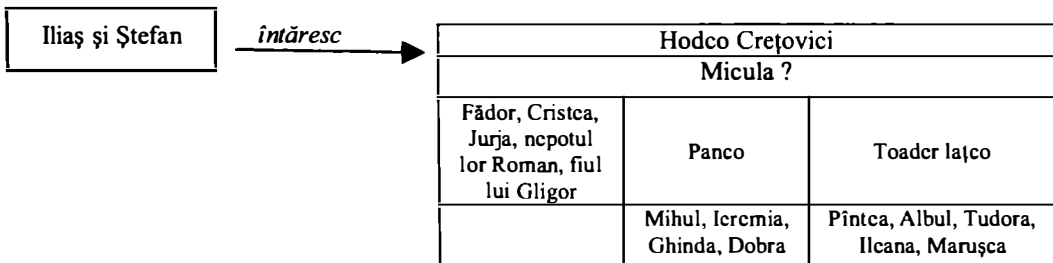 Iliaş şi Ştefan
întăresc
Hodco Creţovici
Micula ?
Fădor, Cristea,
Jurja, nepotul
lor Roman, fiul
lui Gligor
Panco
Toader Iaţco
Mihul, Ieremia,
Ghinda, Dobra
Pîntea, Albul, Tudora,
Ileana, Maruşca